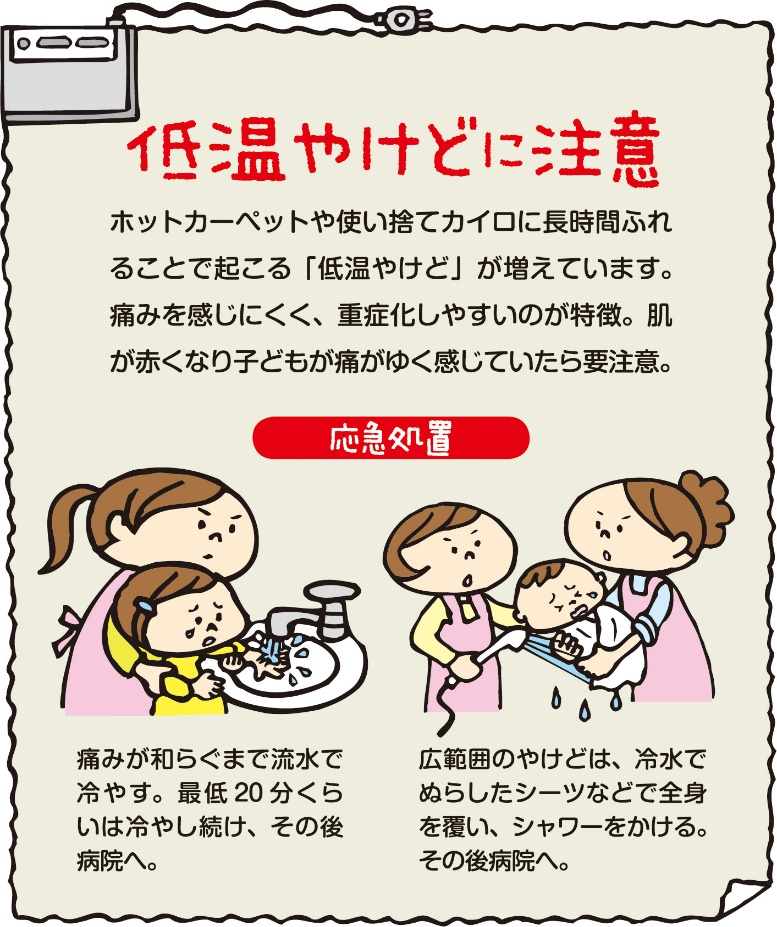 低温やけどに注意
ホットカーペットや使い捨てカイロに長時間ふれ
ることで起こる「低温やけど」が増えています。
痛みを感じにくく、重症化しやすいのが特徴。肌
が赤くなり子どもが痛がゆく感じていたら要注意。
応急処置
痛みが和らぐまで流水で
冷やす。最低20分くら
いは冷やし続け、その後
病院へ。
広範囲のやけどは、冷水で
ぬらしたシーツなどで全身
を覆い、シャワーをかける。
その後病院へ。